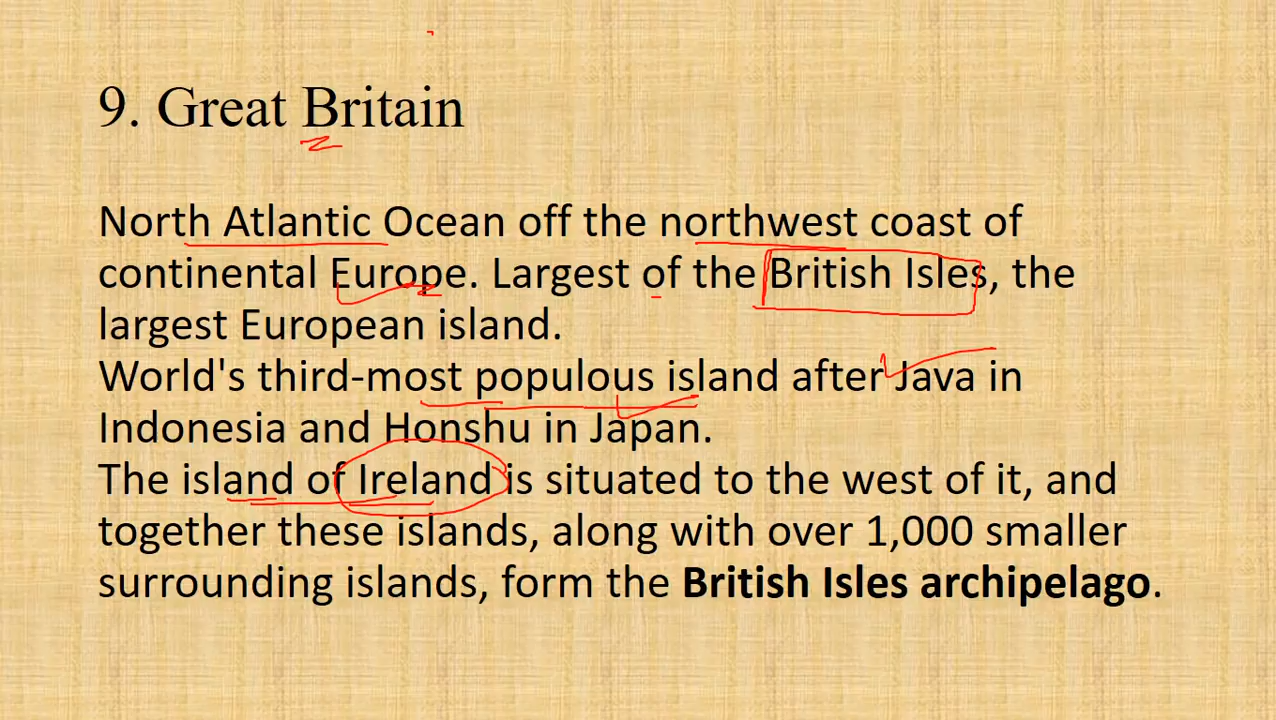 9. Great Britain
North Atlantic Ocean off the northwest coast of
continental Europe. Largest of the British Isles, the
largest European island.
World's third-most populous island after Java in
Indonesia and Honshu in Japan.
The island of Ireland is situated to the west of it, and
together these islands, along with over 1,000 smaller
surrounding islands, form the British Isles archipelago.